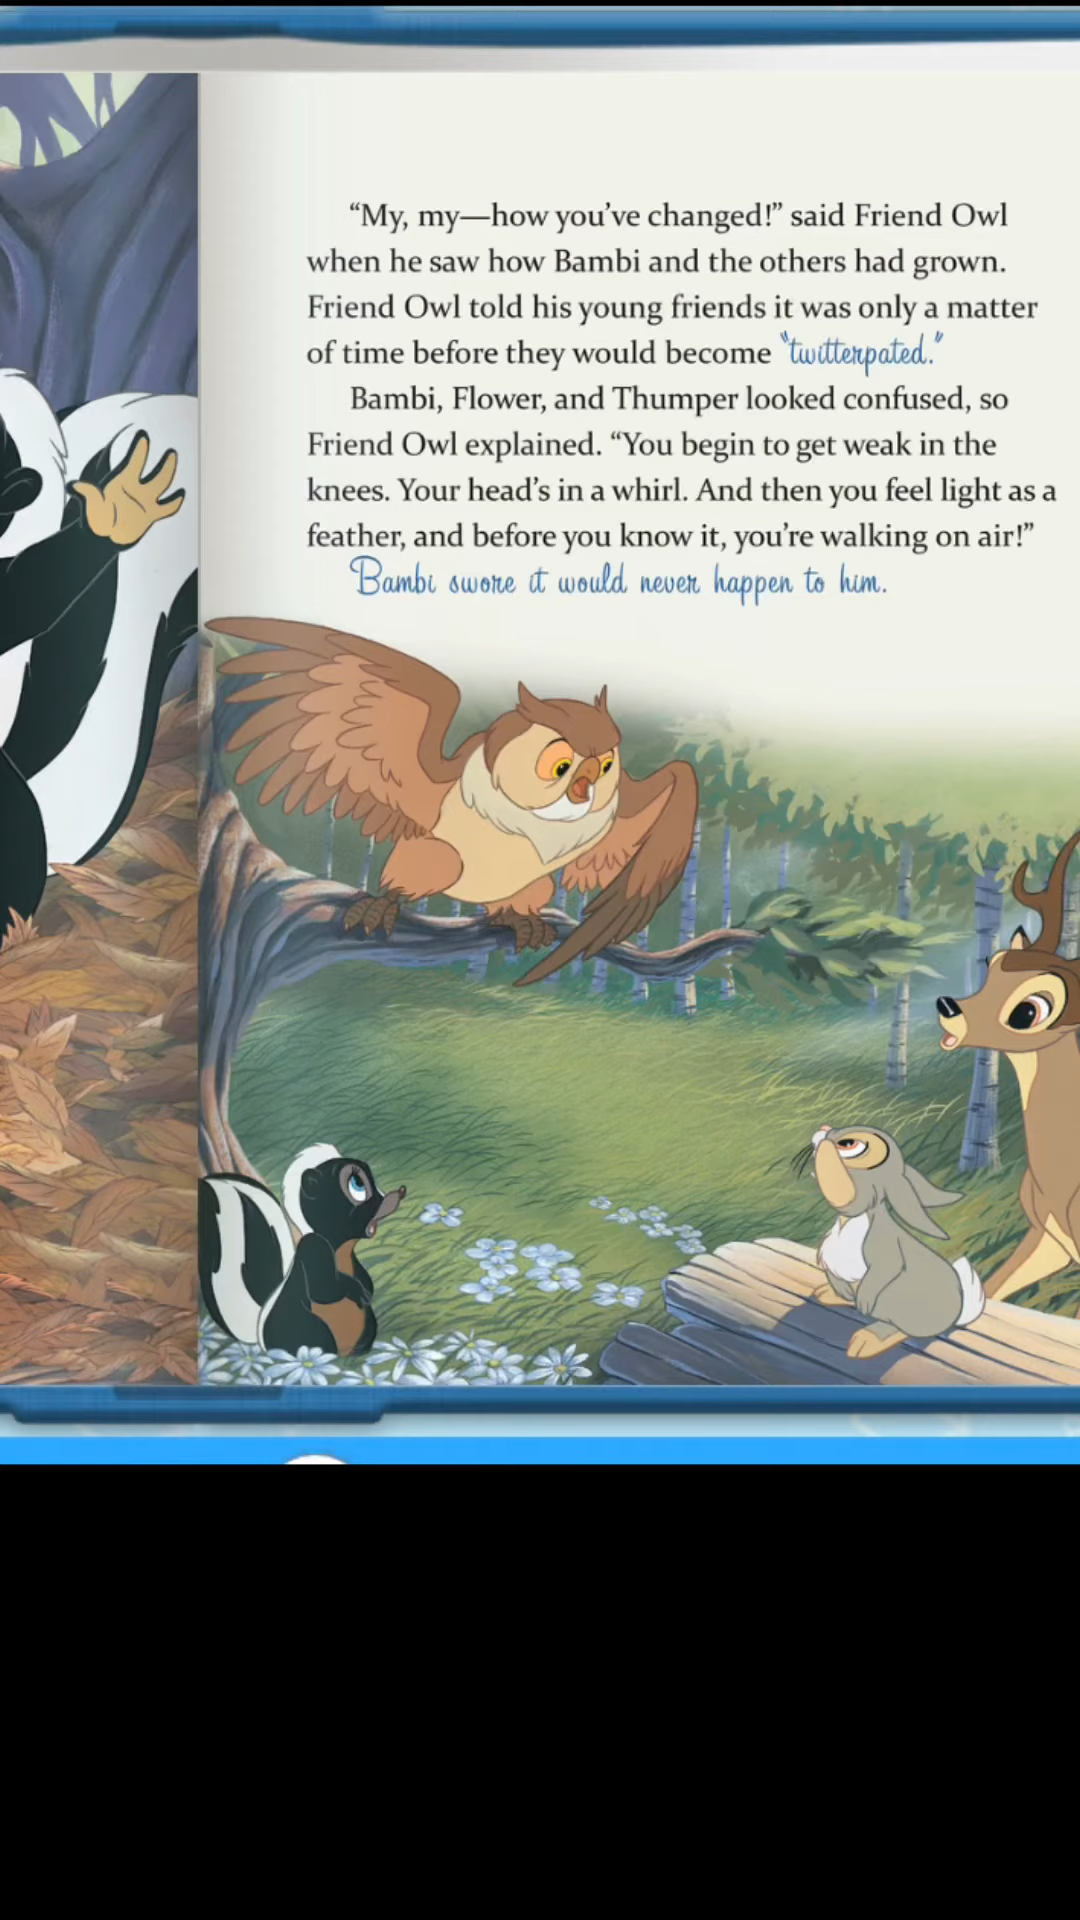 “My, my—how you’ve changed!” said Friend Owl
when he saw how Bambi and the others had grown.
Friend Owl told his young friends it was only a matter
of time before they would become “twitterpated.”
Bambi, Flower, and Thumper looked confused, so
Friend Owl explained. “You begin to get weak in the
knees. Your head’s in a whirl. And then you feel light as a
feather, and before you know it, you’re walking on air!”
Bambi swore it would never happen to him.